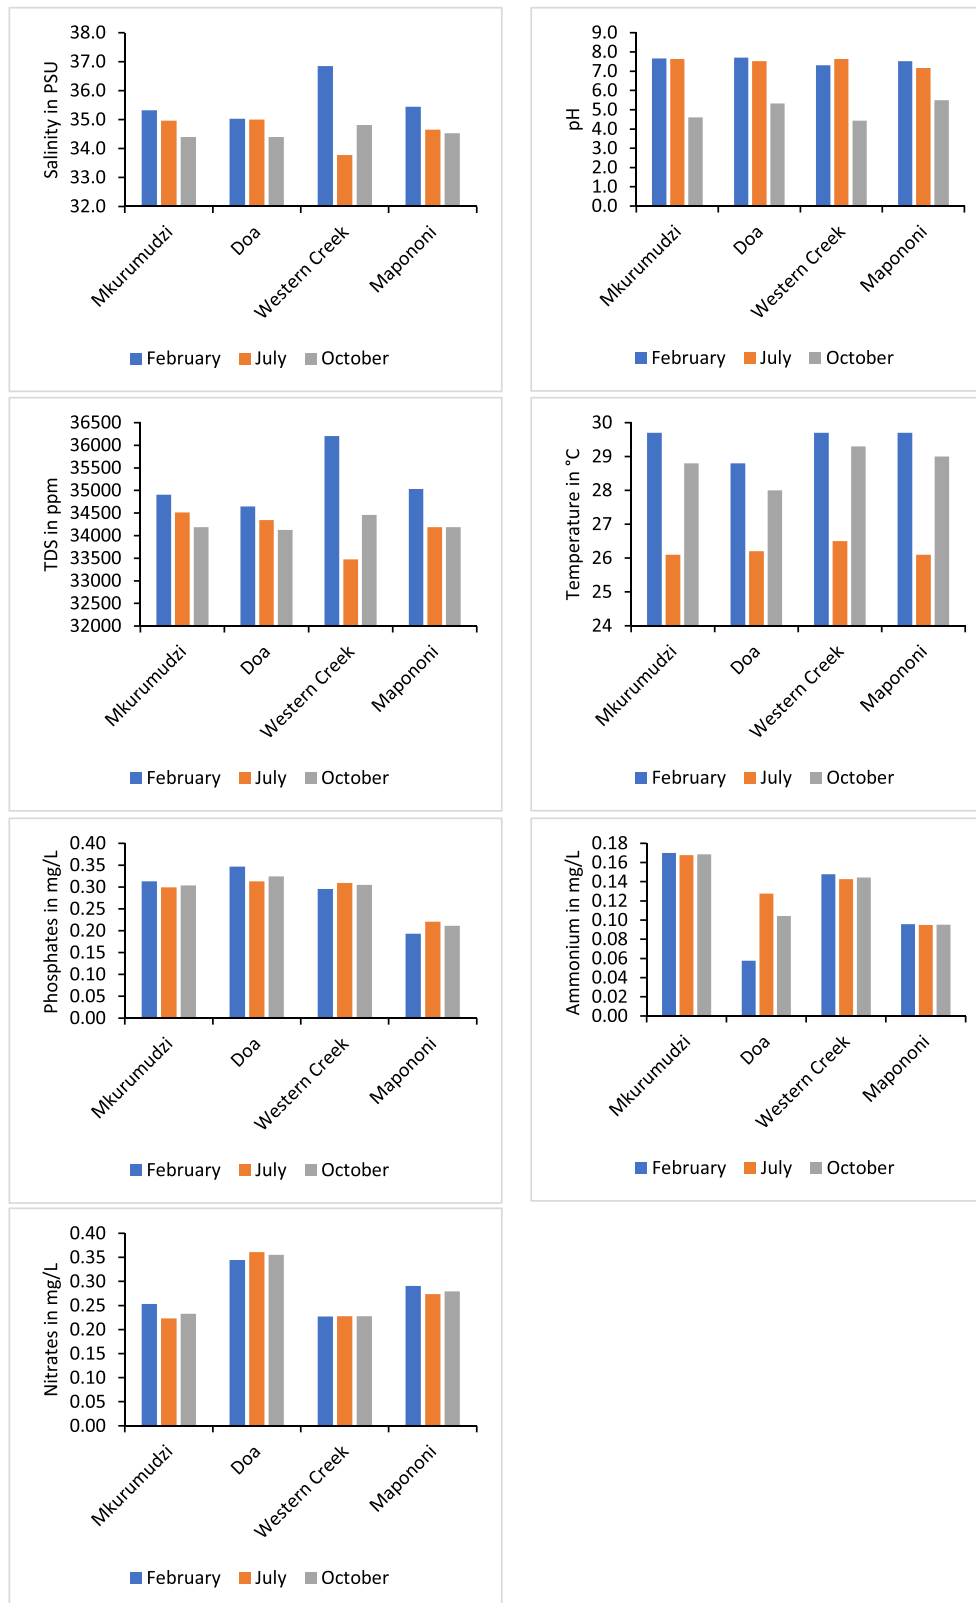 Salinity in PSU
38.0
37.0
36.0
35.0
34.0
33.0
32.0
Mkurumudzi
Doa
Western Creek
Mapononi
February July October
pH
9.0
8.0
7.0
6.0
5.0
4.0
3.0
2.0
1.0
0.0
Mkurumudzi
Doa
Western Creek
Mapononi
February July October
TDS in ppm
36500
36000
35500
35000
34500
34000
33500
33000
32500
32000
Mkurumudzi
Doa
Western Creek
Mapononi
February July October
Temperature in °C
30
29
28
26
26
25
24
Mkurumudzi
Doa
Western Creek
Mapononi
February July October
Phosphates in mg/L
0.40
0.35
0.30
0.25
0.20
0.15
0.10
0.05
0.00
Mkurumudzi
Doa
Western Creek
Mapononi
February July October
Ammonium in mg/L
0.18
0.16
0.14
0.12
0.10
0.08
0.06
0.04
0.02
0.00
Mkurumudzi
Doa
Western Creek
Mapononi
February July October
Nitrates in mg/L
0.40
0.35
0.30
0.25
0.20
0.15
0.10
0.05
0.00
Mkurumudzi
Doa
Western Creek
Mapononi
February July October